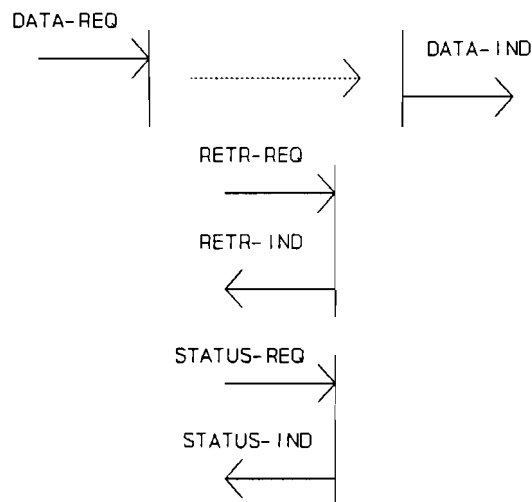 DATA-REQ
DATA-IND
RETR-REQ
RETR-IND
STATUS-REQ
STATUS-IND